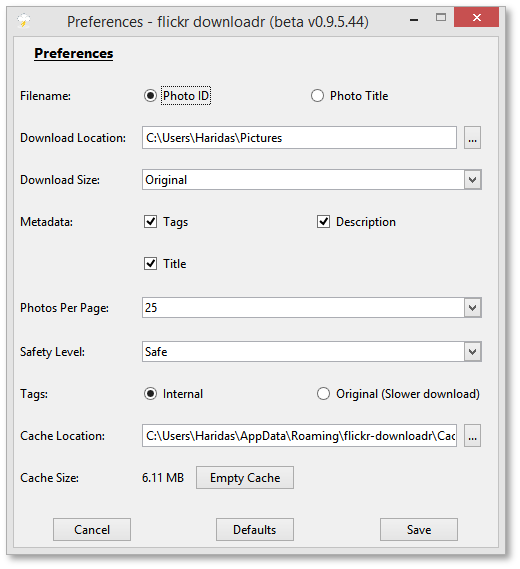 Preferences - flickr downloadr (beta v0.9.5.44)
Preferences
Filename: Photo ID Photo Title
Download Location: C:\Users\Haridas\Pictures ...
Download Size: Original
Metadata: Tags Description
Title
Photos Per Page: 25
Safety Level: Safe
Tags: Internal Original (Slower download)
Cache Location: C:\Users\Haridas\AppData\Roaming\flickr-downloadr\Cac ...
Cache Size: 6.11 MB Empty Cache
Cancel Defaults Save